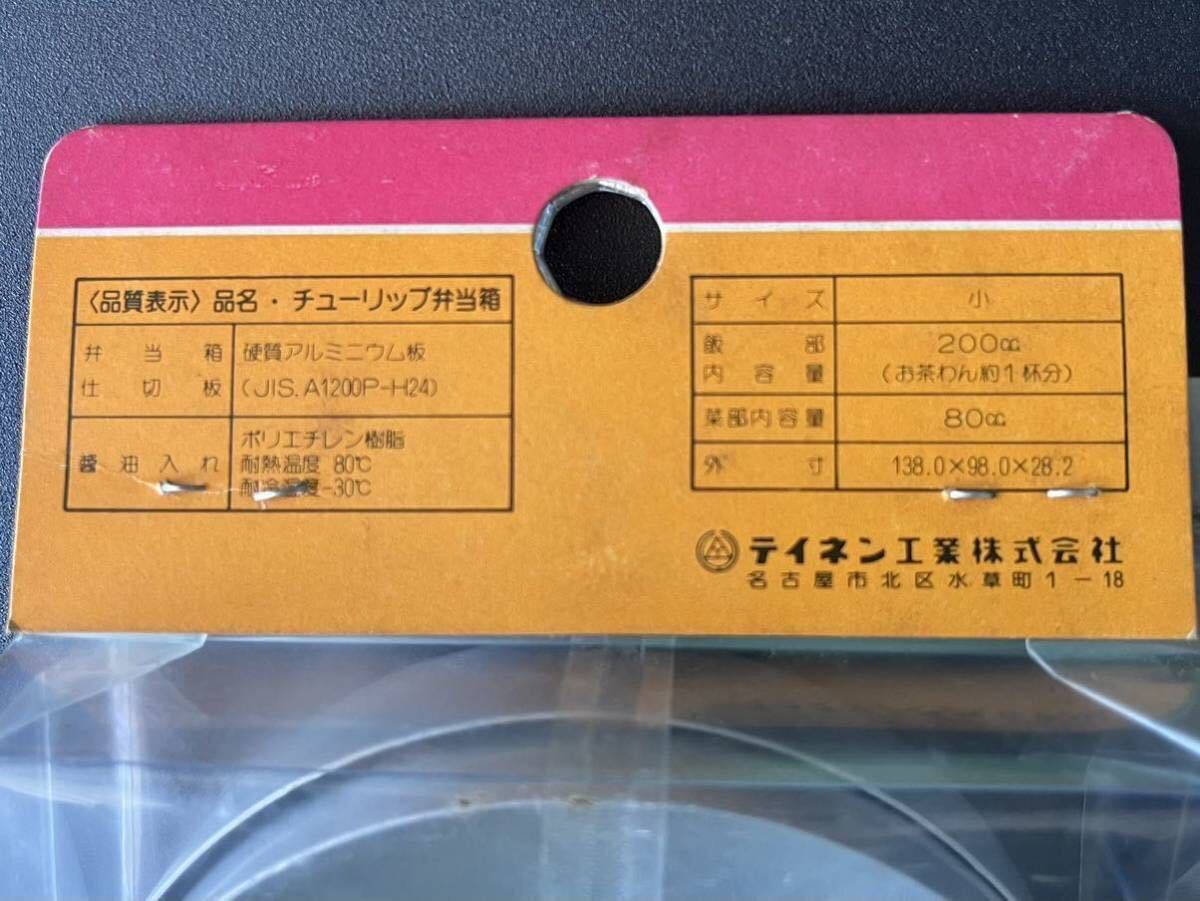 〈品質表示〉品名・チューリップ弁当箱
弁当箱 硬質アルミニウム板
仕切板 (JIS.A1200P-H24)
ポリエチレン樹脂
醤油入れ 耐熱温度 80℃
耐冷温度-30℃
サイズ 小
飯部 200cc
内容量 (お茶わん約1杯分)
菜部内容量 80cc
外寸 138.0×98.0×28.2
テイネン工業株式会社
名古屋市北区水草町1-18